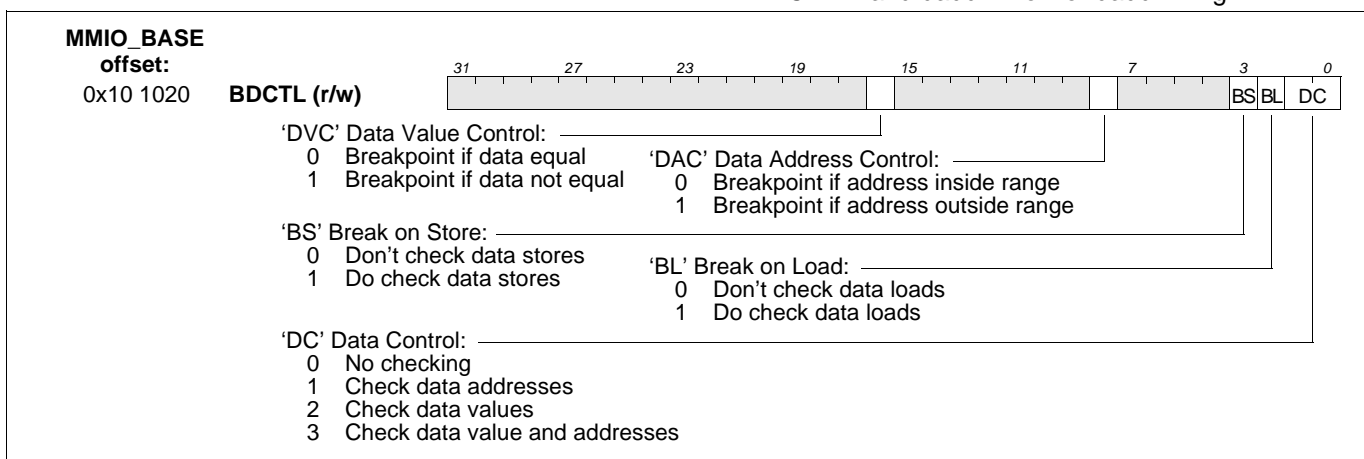 MMIO_BASE
offset:
31 27 23 19 15 11 7 3 0
0x10 1020 BDCTL (r/w) BS BL DC
‘DVC’ Data Value Control:
0 Breakpoint if data equal
1 Breakpoint if data not equal
‘DAC’ Data Address Control:
0 Breakpoint if address inside range
1 Breakpoint if address outside range
‘BS’ Break on Store:
0 Don't check data stores
1 Do check data stores
‘BL’ Break on Load:
0 Don't check data loads
1 Do check data loads
‘DC’ Data Control:
0 No checking
1 Check data addresses
2 Check data values
3 Check data value and addresses